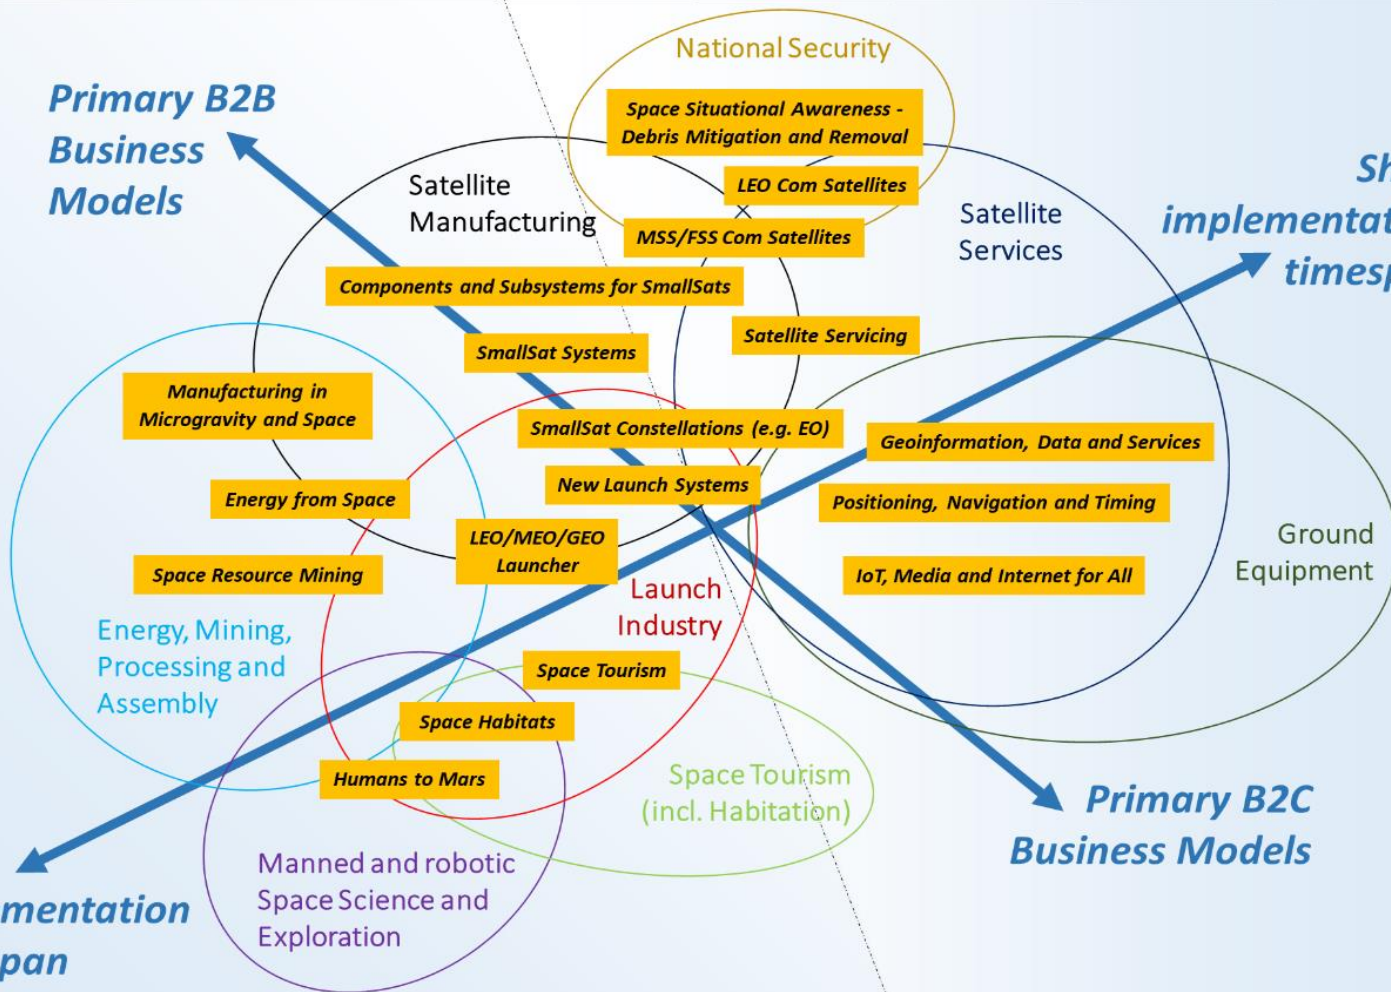 National Security
Space Situational Awareness -
Debris Mitigation and Removal
Primary B2B
Business
Models
LEO Com Satellites
Satellite
Manufacturing
MSS/FSS Com Satellites
Satellite
Services
Sh
implementat
timesp
Components and Subsystems for SmallSats
Satellite Servicing
SmallSat Systems
Manufacturing in
Microgravity and Space
SmallSat Constellations (e.g. EO)
Geoinformation, Data and Services
New Launch Systems
Energy from Space
Positioning, Navigation and Timing
LEO/MEO/GEO
Launcher
Ground
Equipment
Space Resource Mining
IoT, Media and Internet for All
Launch
Industry
Energy, Mining,
Processing and
Assembly
Space Tourism
Space Habitats
Humans to Mars
Space Tourism
(incl. Habitation)
Primary B2C
Business Models
Manned and robotic
Space Science and
Exploration
mentation
pan